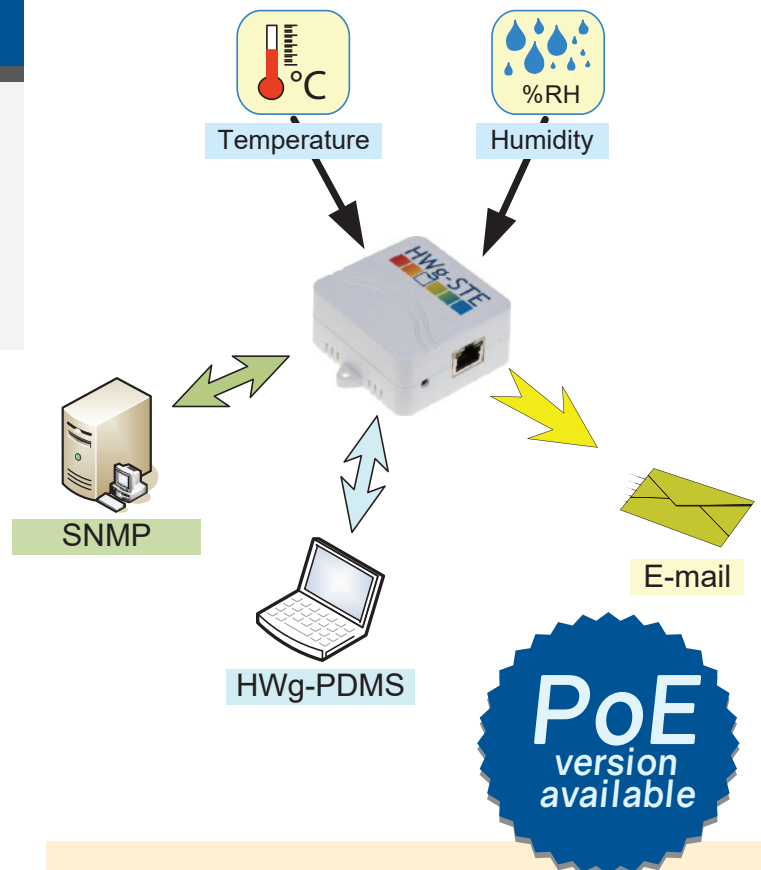 °C
%RH
Temperature
Humidity
HWg-STE
SNMP
E-mail
HWg-PDMS
PoE
version
available